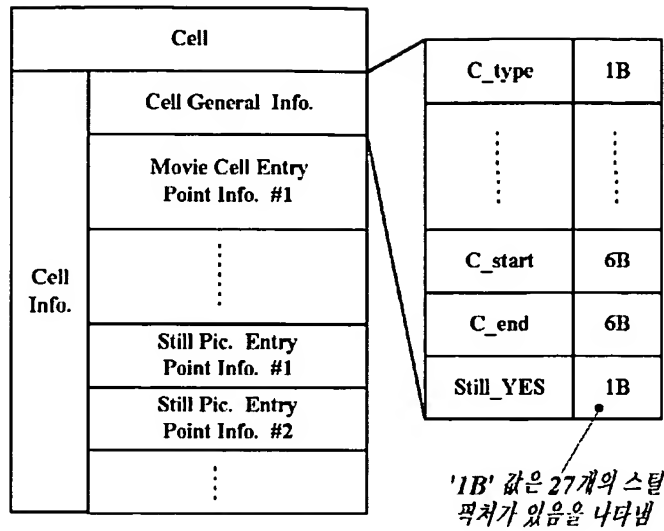 Cell
Cell General Info.
Movie Cell Entry
Point Info. #1
Cell
Info.
Still Pic. Entry
Point Info. #1
Still Pic. Entry
Point Info. #2
C_type 1B
C_start 6B
C_end 6B
Still_YES 1B
'1B' 값은 27개의 스틸
픽처가 있음을 나타냄